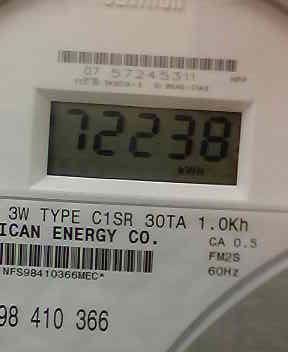 07 57245311
72238
kWH
3W TYPE C1SR 30TA 1.0Kh
ICAN ENERGY CO.
CA 0.5
FM2S
NFS98410366MEC*
60Hz
98 410 366